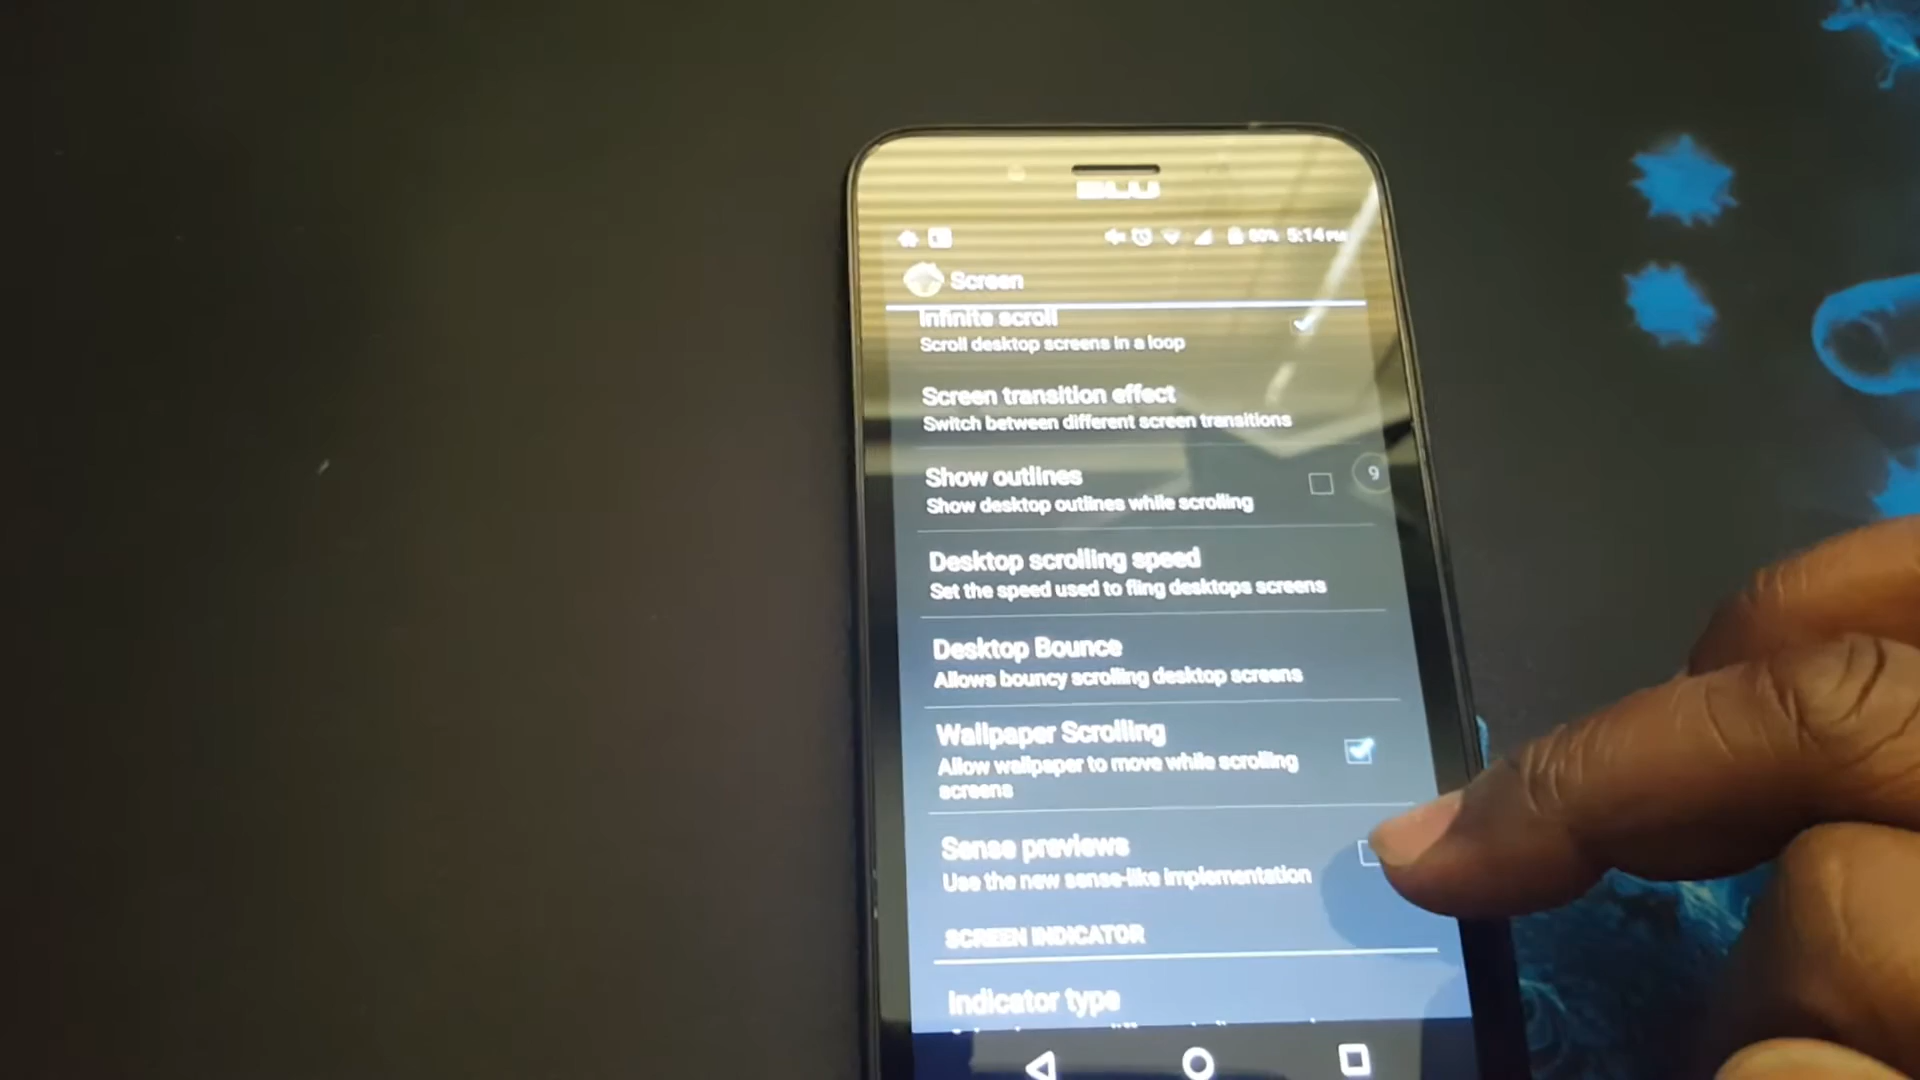 BLU
80% 5:14 PM
Screen
Infinite scroll
Scroll desktop screens in a loop
Screen transition effect
Switch between different screen transitions
Show outlines
9
Show desktop outlines while scrolling
Desktop scrolling speed
Set the speed used to fling desktops screens
Desktop Bounce
Allows bouncy scrolling desktop screens
Wallpaper Scrolling
Allow wallpaper to move while scrolling
screens
Sense previews
Use the new sense-like implementation
SCREEN INDICATOR
Indicator type